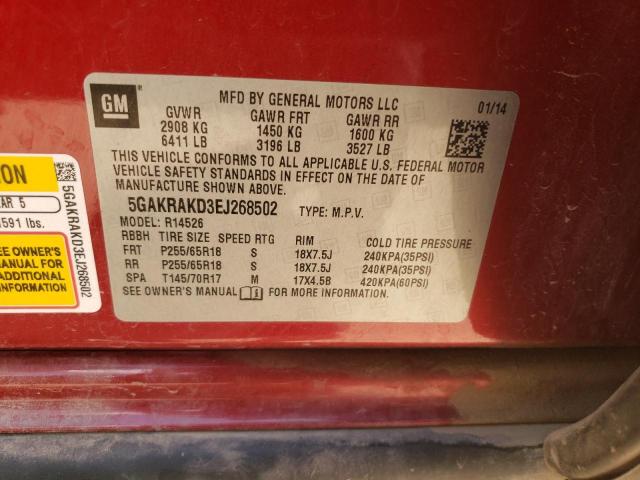 GM
MFD BY GENERAL MOTORS LLC
01/14
GVWR GAWR FRT GAWR RR
2908 KG 1450 KG 1600 KG
6411 LB 3196 LB 3527 LB
THIS VEHICLE CONFORMS TO ALL APPLICABLE U.S. FEDERAL MOTOR
VEHICLE SAFETY STANDARDS IN EFFECT ON THE DATE OF
MANUFACTURE SHOWN ABOVE.
5GAKRAKD3EJ268502 TYPE: M.P.V.
MODEL: R14526
RBBH TIRE SIZE SPEED RTG RIM COLD TIRE PRESSURE
FRT P255/65R18 S 18X7.5J 240KPA(35PSI)
RR P255/65R18 S 18X7.5J 240KPA(35PSI)
SPA T145/70R17 M 17X4.5B 420KPA(60PSI)
SEE OWNER'S MANUAL FOR MORE INFORMATION.
ION
AR 5
591 lbs.
SEE OWNER'S
MANUAL FOR
ADDITIONAL
INFORMATION
5GAKRAKD3EJ268502